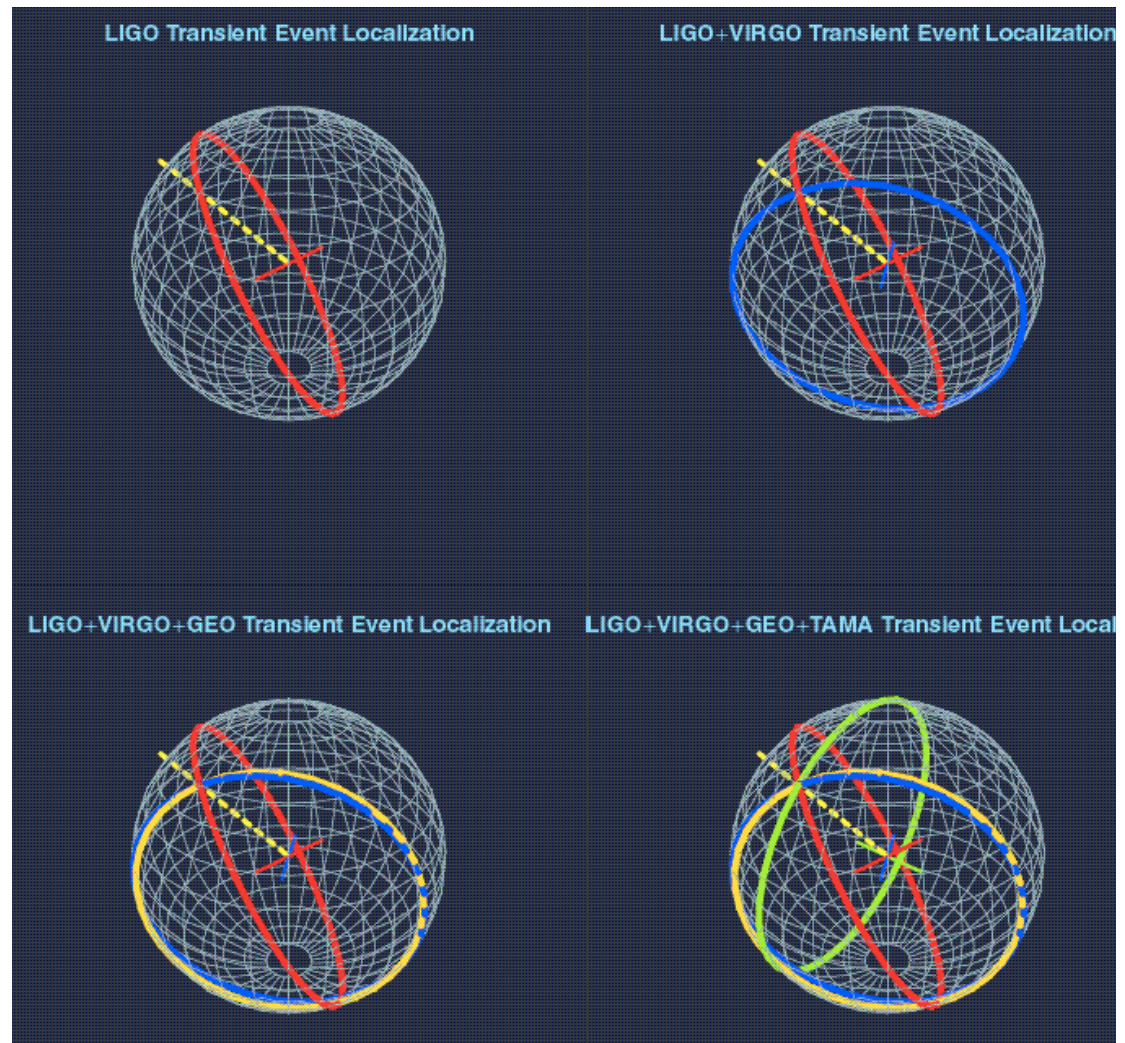 LIGO Transient Event Localization
LIGO+VIRGO Transient Event Localization
LIGO+VIRGO+GEO Transient Event Localization
LIGO+VIRGO+GEO+TAMA Transient Event Local